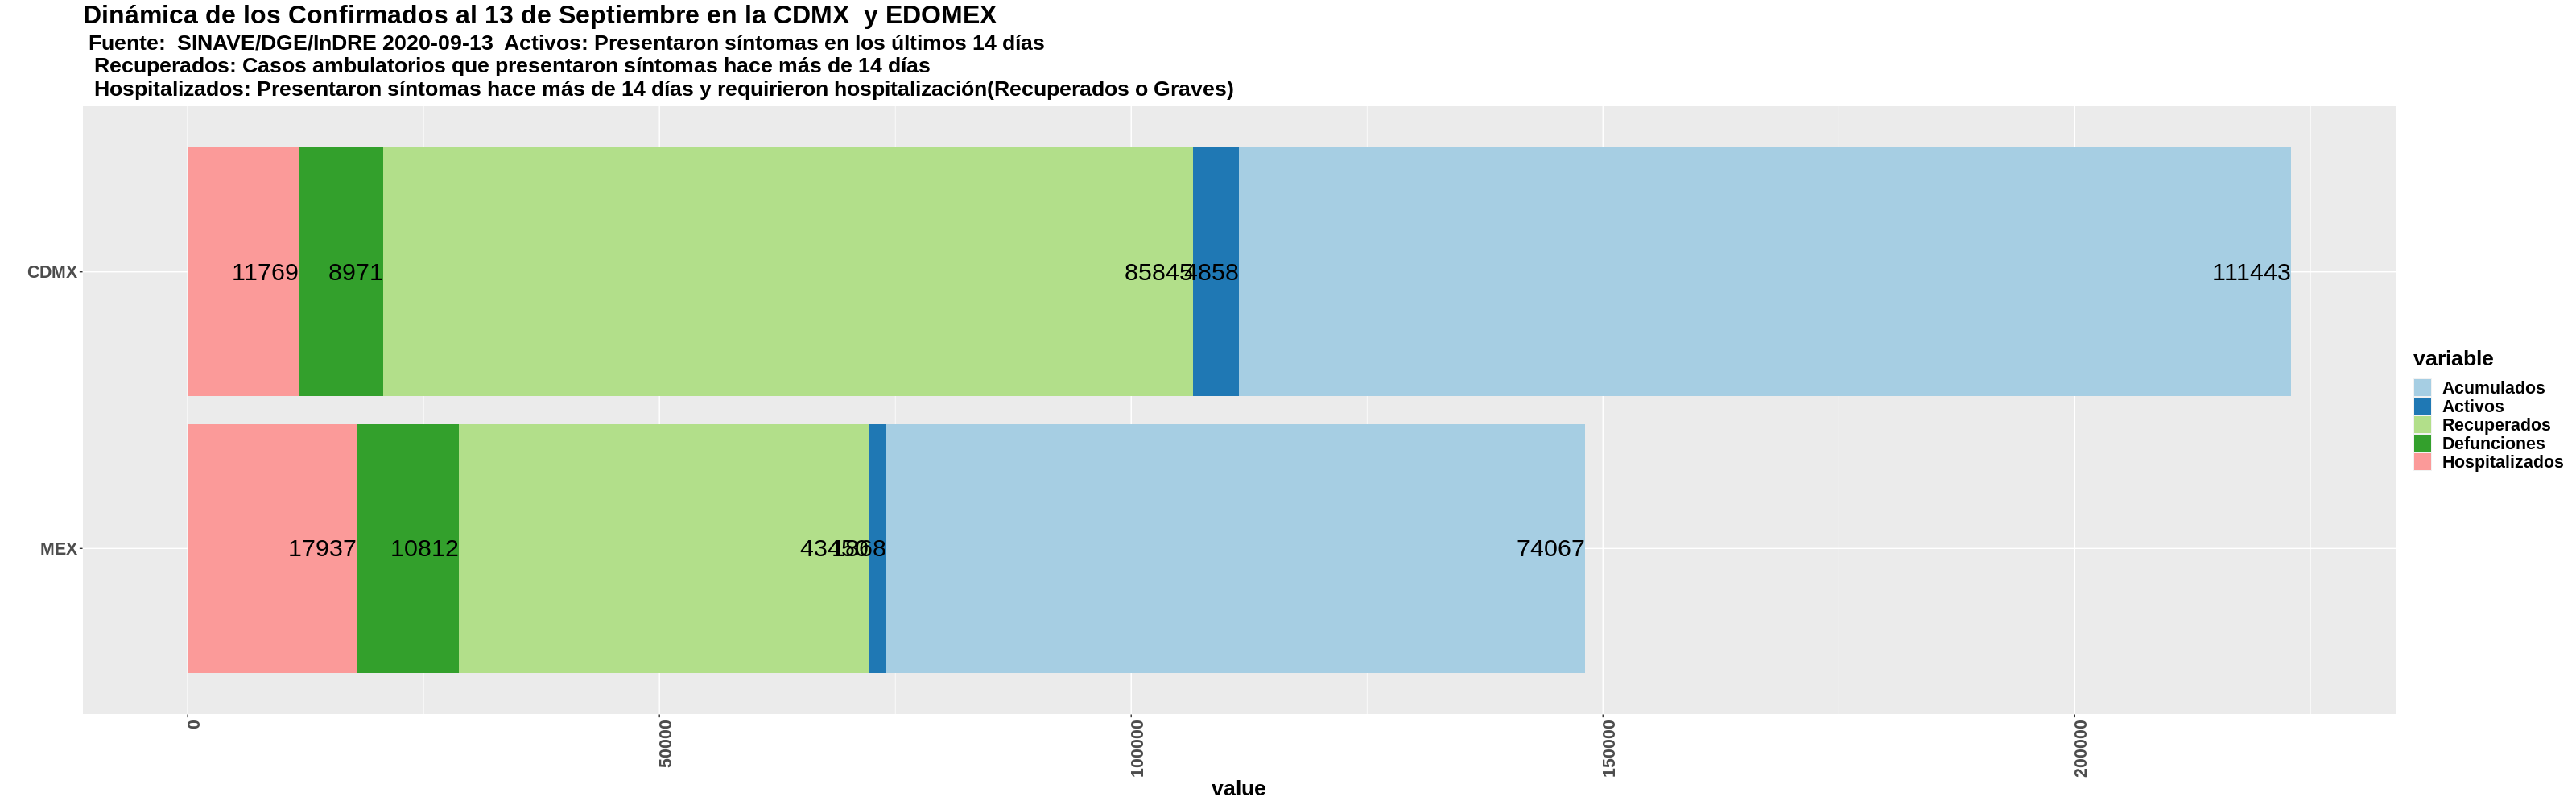 Dinámica de los Confirmados al 13 de Septiembre en la CDMX  y EDOMEX
Fuente:  SINAVE/DGE/InDRE 2020-09-13  Activos: Presentaron síntomas en los últimos 14 días
Recuperados: Casos ambulatorios que presentaron síntomas hace más de 14 días
Hospitalizados: Presentaron síntomas hace más de 14 días y requirieron hospitalización(Recuperados o Graves)
CDMX
11769 8971 85845 4858 111443
MEX
17937 10812 43450 1868 74067
0 50000 100000 150000 200000
value
variable
Acumulados
Activos
Recuperados
Defunciones
Hospitalizados